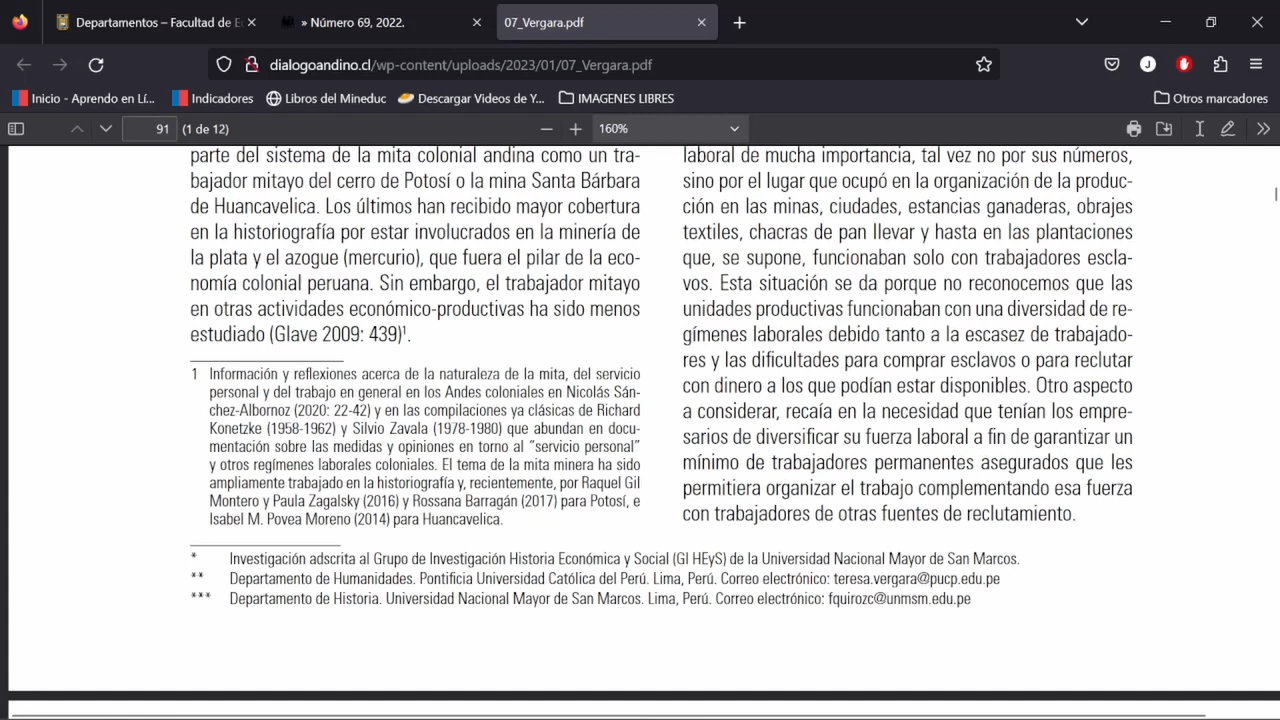 Departamentos – Facultad de E
» Número 69, 2022.
07_Vergara.pdf
dialogoandino.cl/wp-content/uploads/2023/01/07_Vergara.pdf
J
Inicio - Aprendo en Lí...
Indicadores
Libros del Mineduc
Descargar Videos de Y...
IMAGENES LIBRES
Otros marcadores
91
(1 de 12)
160%
parte del sistema de la mita colonial andina como un tra-
bajador mitayo del cerro de Potosí o la mina Santa Bárbara
de Huancavelica. Los últimos han recibido mayor cobertura
en la historiografía por estar involucrados en la minería de
la plata y el azogue (mercurio), que fuera el pilar de la eco-
nomía colonial peruana. Sin embargo, el trabajador mitayo
en otras actividades económico-productivas ha sido menos
estudiado (Glave 2009: 439)¹.
1 Información y reflexiones acerca de la naturaleza de la mita, del servicio
personal y del trabajo en general en los Andes coloniales en Nicolás Sán-
chez-Albornoz (2020: 22-42) y en las compilaciones ya clásicas de Richard
Konetzke (1958-1962) y Silvio Zavala (1978-1980) que abundan en docu-
mentación sobre las medidas y opiniones en torno al “servicio personal”
y otros regímenes laborales coloniales. El tema de la mita minera ha sido
ampliamente trabajado en la historiografía y, recientemente, por Raquel Gil
Montero y Paula Zagalsky (2016) y Rossana Barragán (2017) para Potosí, e
Isabel M. Povea Moreno (2014) para Huancavelica.
laboral de mucha importancia, tal vez no por sus números,
sino por el lugar que ocupó en la organización de la produc-
ción en las minas, ciudades, estancias ganaderas, obrajes
textiles, chacras de pan llevar y hasta en las plantaciones
que, se supone, funcionaban solo con trabajadores escla-
vos. Esta situación se da porque no reconocemos que las
unidades productivas funcionaban con una diversidad de re-
gímenes laborales debido tanto a la escasez de trabajado-
res y las dificultades para comprar esclavos o para reclutar
con dinero a los que podían estar disponibles. Otro aspecto
a considerar, recaía en la necesidad que tenían los empre-
sarios de diversificar su fuerza laboral a fin de garantizar un
mínimo de trabajadores permanentes asegurados que les
permitiera organizar el trabajo complementando esa fuerza
con trabajadores de otras fuentes de reclutamiento.
* Investigación adscrita al Grupo de Investigación Historia Económica y Social (GI HEyS) de la Universidad Nacional Mayor de San Marcos.
** Departamento de Humanidades. Pontificia Universidad Católica del Perú. Lima, Perú. Correo electrónico: teresa.vergara@pucp.edu.pe
*** Departamento de Historia. Universidad Nacional Mayor de San Marcos. Lima, Perú. Correo electrónico: fquirozc@unmsm.edu.pe